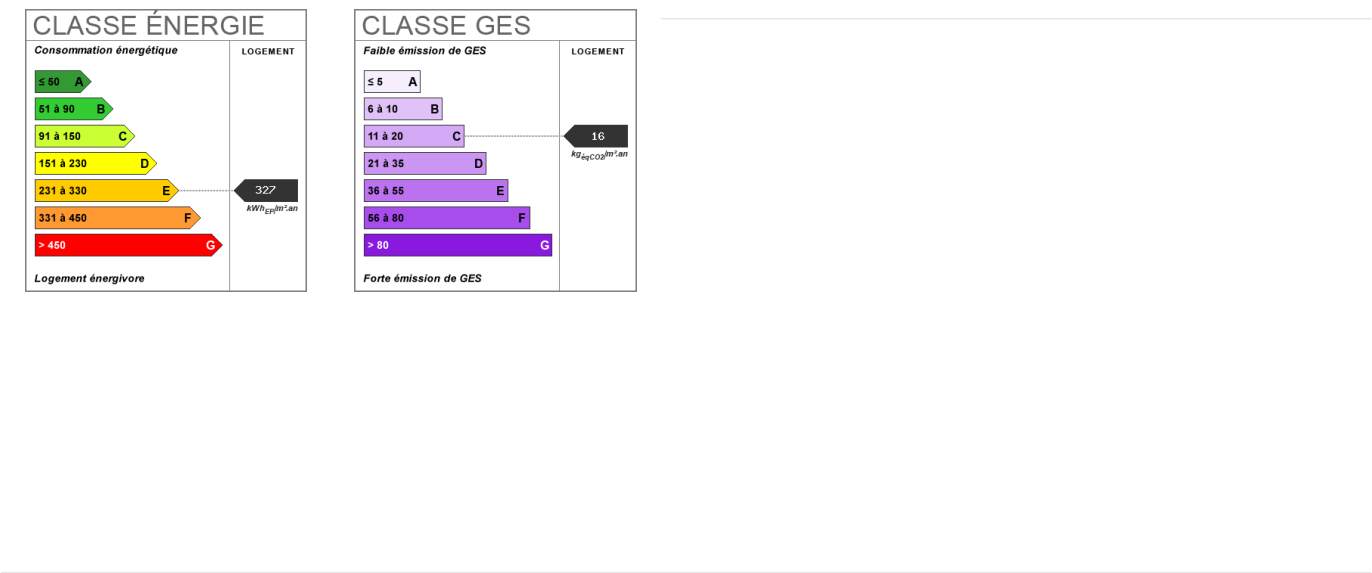 CLASSE ÉNERGIE
Consommation énergétique
LOGEMENT
≤ 50 A
51 à 90 B
91 à 150 C
151 à 230 D
231 à 330 E
327
kWhEP/m².an
331 à 450 F
> 450 G
Logement énergivore
CLASSE GES
Faible émission de GES
LOGEMENT
≤ 5 A
6 à 10 B
11 à 20 C
16
kgéqCO2/m².an
21 à 35 D
36 à 55 E
56 à 80 F
> 80 G
Forte émission de GES